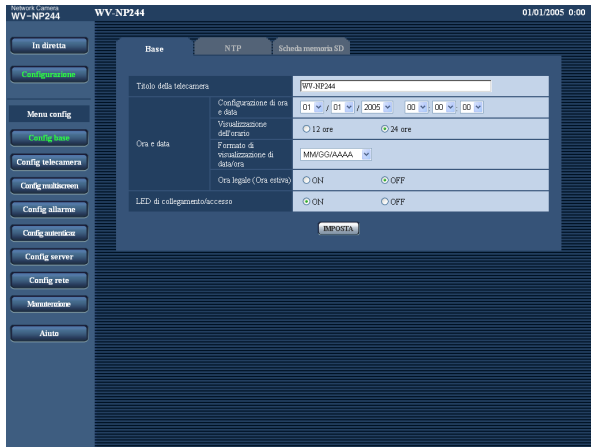 Network Camera
WV-NP244
WV-NP244
01/01/2005 0:00
In diretta
Configurazione
Menu config
Config base
Config telecamera
Config multiscreen
Config allarme
Config autenticaz
Config server
Config rete
Manutenzione
Aiuto
Base
NTP
Scheda memoria SD
Titolo della telecamera
WV-NP244
Ora e data
Configurazione di ora
e data
01 / 01 / 2005 00 : 00 : 00
Visualizzazione
dell'orario
12 ore 24 ore
Formato di
visualizzazione di
data/ora
MM/GG/AAAA
Ora legale (Ora estiva)
ON OFF
LED di collegamento/accesso
ON OFF
IMPOSTA